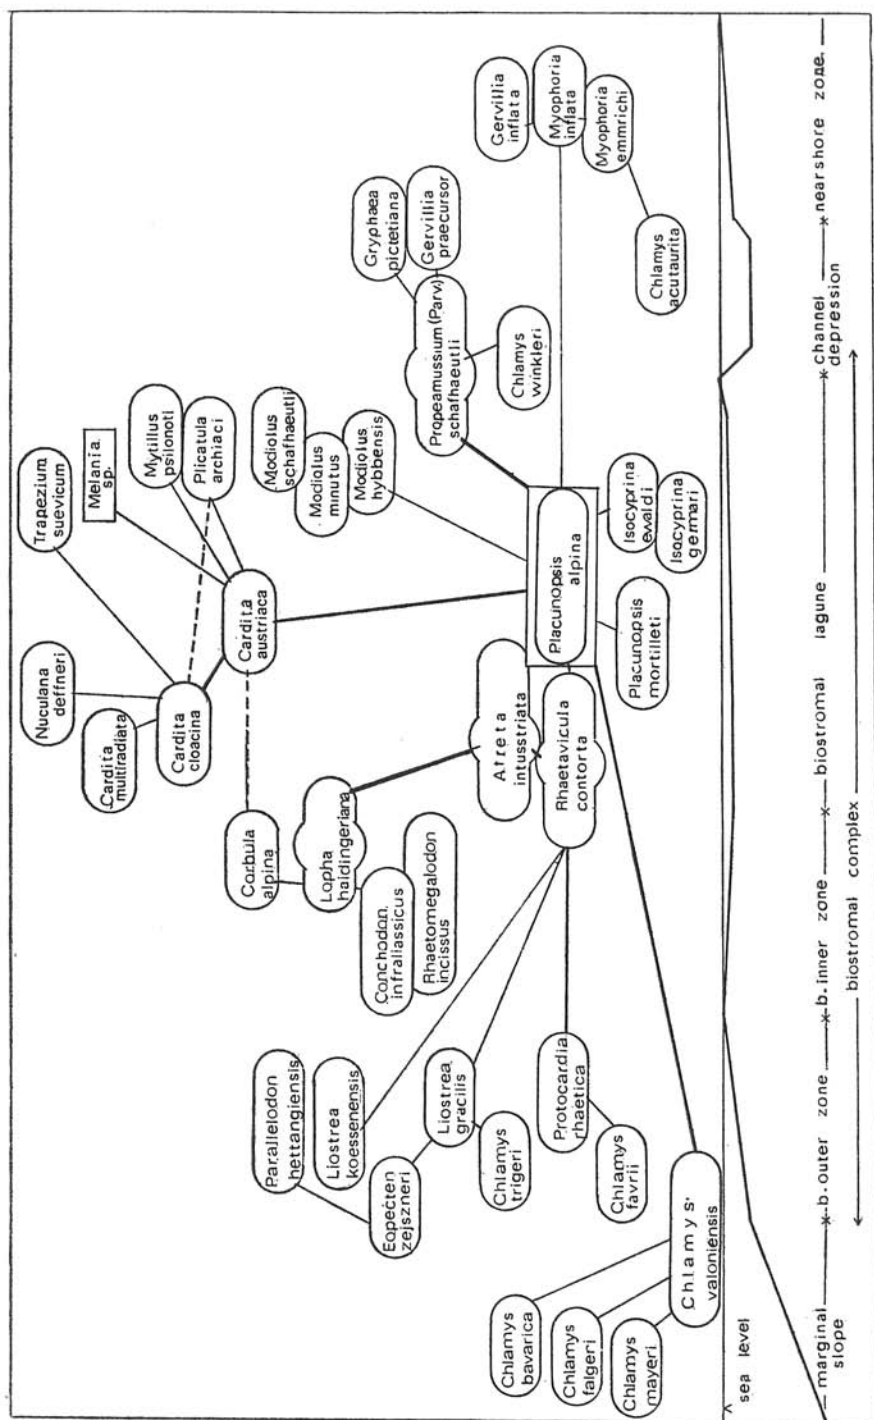 Nuculana
deffneri
Trapezium
suevicum
Melania
sp.
Cardita
multiradiata
Mytillus
psilonoti
Cardita
cloacina
Plicatula
archiaci
Corbula
alpina
Cardita
austriaca
Parallelodon
hettangiensis
Modiolus
schafhaeutli
Liostrea
koessenensis
Lopha
haidingeriana
Modiolus
minutus
Modiolus
hybbensis
Conchodon
infraliassicus
Gryphaea
pictetiana
Eopecten
zejszneri
Rhaetomegalodon
incissus
Gervillia
praecursor
Liostrea
gracilis
Propeamussium (Parv.)
schafhaeutli
Chlamys
trigeri
Atreta
intusstriata
Gervillia
inflata
Chlamys
bavarica
Chlamys
winkleri
Protocardia
rhaetica
Rhaetavicula
contorta
Placunopsis
alpina
Myophoria
inflata
Chlamys
falgeri
Chlamys
favrii
Myophoria
emmrichi
Chlamys
mayeri
Placunopsis
mortilleti
Isocyprina
ewaldi
Chlamys
valoniensis
Isocyprina
germari
Chlamys
acutaurita
sea level
marginal slope x b. outer zone x b. inner zone x biostromal lagune x channel depression x near shore zone
biostromal complex